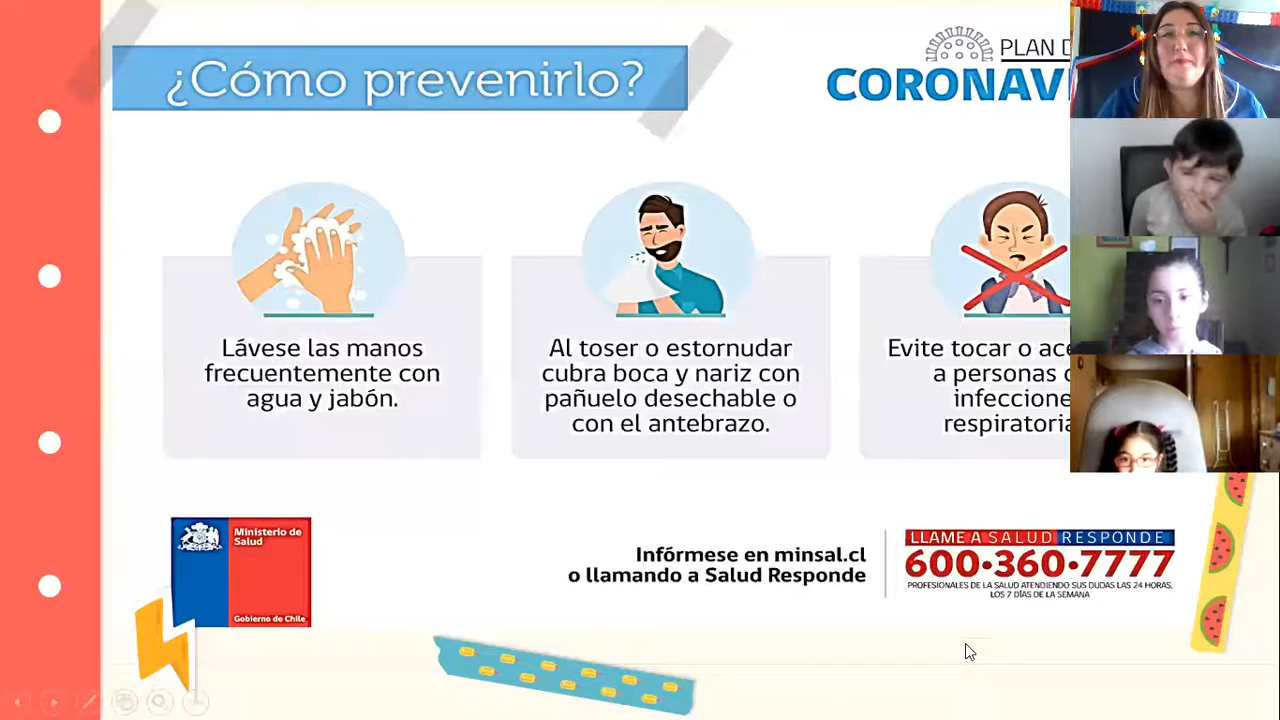 ¿Cómo prevenirlo?
PLAN
CORONAV
Lávese las manos
frecuentemente con
agua y jabón.
Al toser o estornudar
cubra boca y nariz con
pañuelo desechable o
con el antebrazo.
Evite tocar o
a personas
infeccione
respiratoria
Ministerio de
Salud
Gobierno de Chile
Infórmese en minsal.cl
o llamando a Salud Responde
LLAME A SALUD RESPONDE
600·360·7777
PROFESIONALES DE LA SALUD ATENDIENDO SUS DUDAS LAS 24 HORAS,
LOS 7 DÍAS DE LA SEMANA